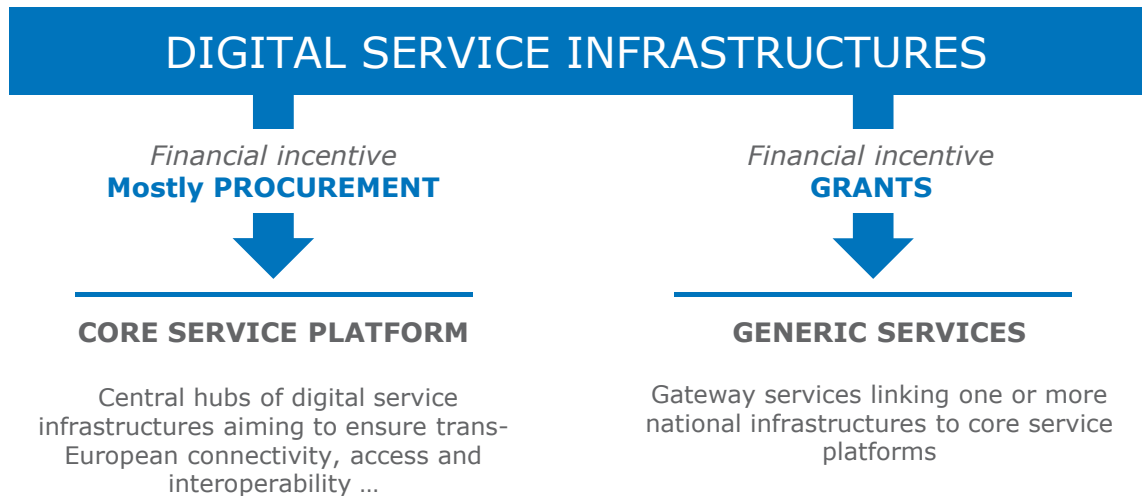 DIGITAL SERVICE INFRASTRUCTURES
Financial incentive
Mostly PROCUREMENT
CORE SERVICE PLATFORM
Central hubs of digital service
infrastructures aiming to ensure trans-
European connectivity, access and
interoperability …
Financial incentive
GRANTS
GENERIC SERVICES
Gateway services linking one or more
national infrastructures to core service
platforms